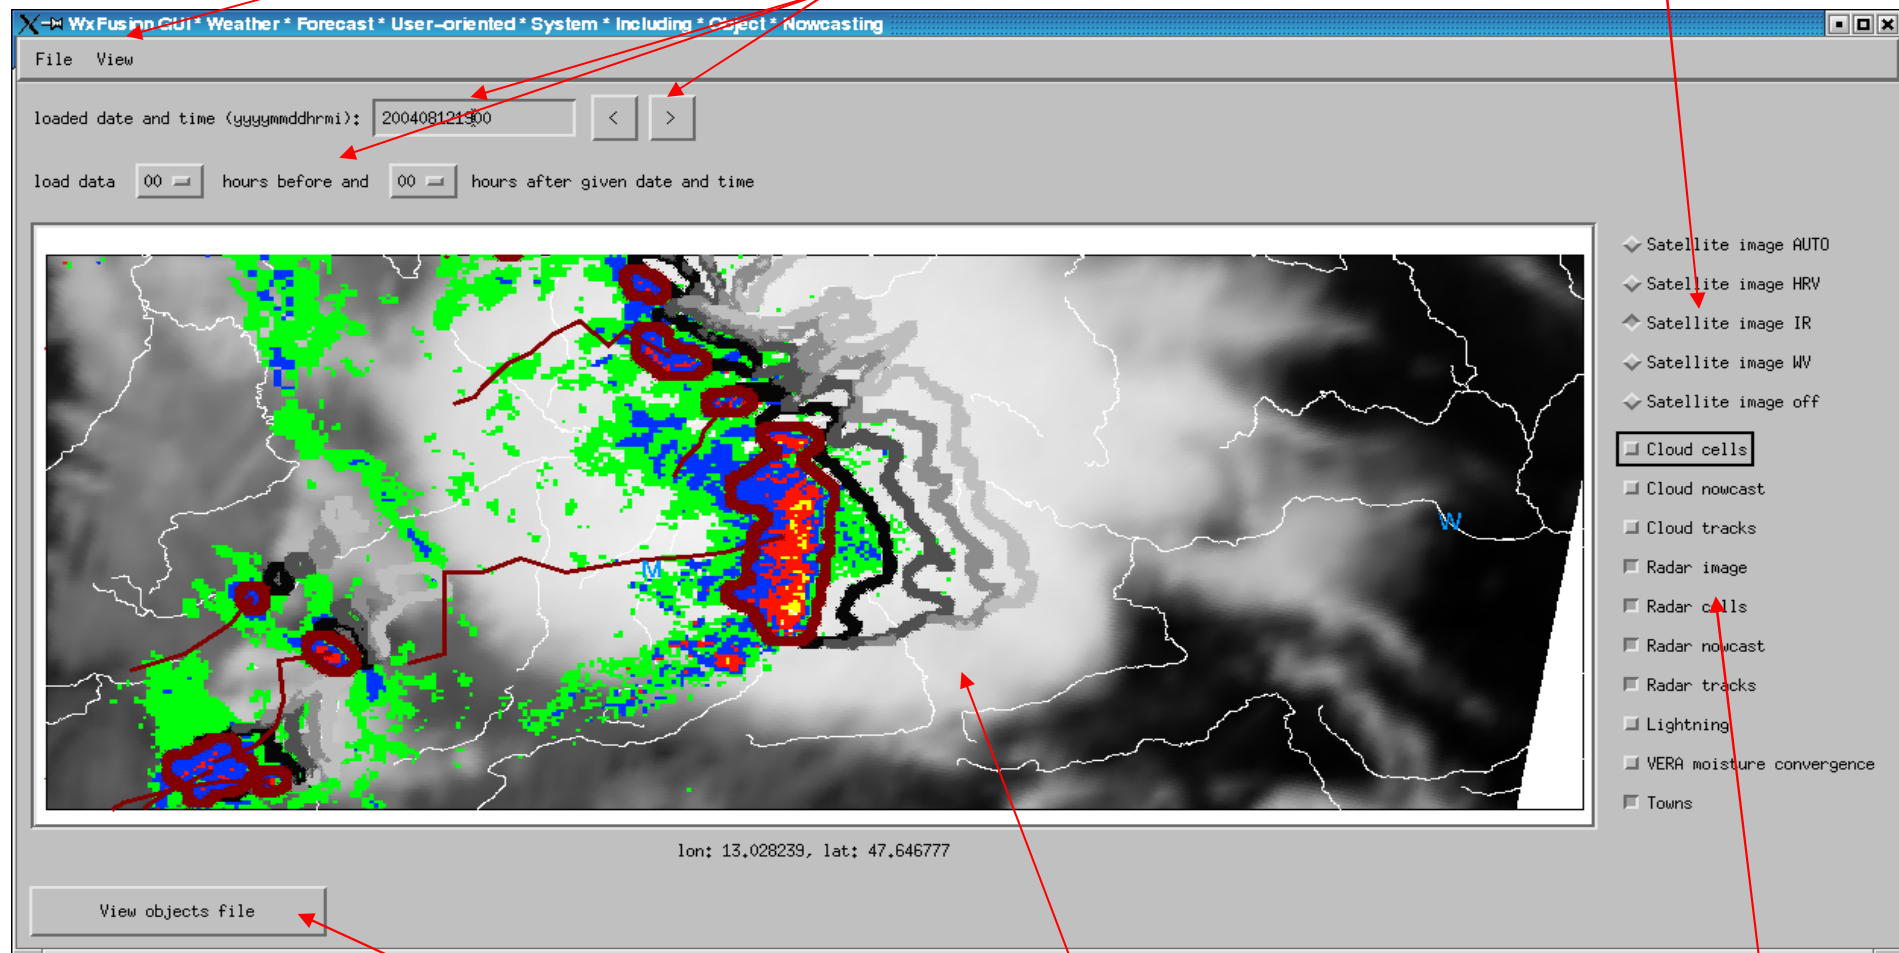 WxFusion GUI * Weather * Forecast * User-oriented * System * Including * Object * Nowcasting
File View
loaded date and time (yyyymmddhrmi): 200408121900 < >
load data 00 hours before and 00 hours after given date and time
Satellite image AUTO
Satellite image HRV
Satellite image IR
Satellite image WV
Satellite image off
Cloud cells
Cloud nowcast
Cloud tracks
Radar image
Radar cells
Radar nowcast
Radar tracks
Lightning
VERA moisture convergence
Towns
M
W
lon: 13.028239, lat: 47.646777
View objects file